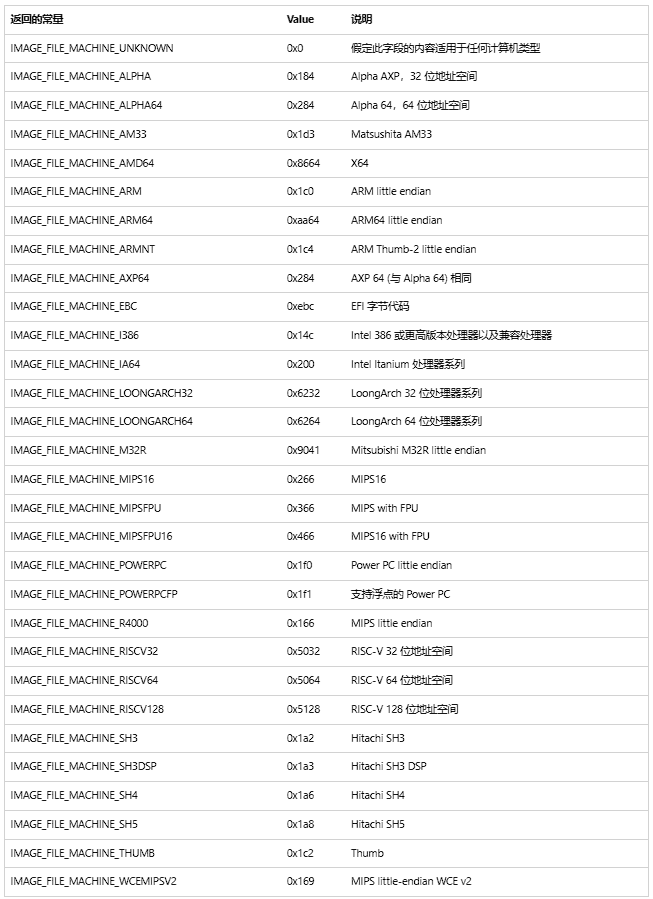 返回的常量 Value 说明
IMAGE_FILE_MACHINE_UNKNOWN 0x0 假定此字段的内容适用于任何计算机类型
IMAGE_FILE_MACHINE_ALPHA 0x184 Alpha AXP，32 位地址空间
IMAGE_FILE_MACHINE_ALPHA64 0x284 Alpha 64，64 位地址空间
IMAGE_FILE_MACHINE_AM33 0x1d3 Matsushita AM33
IMAGE_FILE_MACHINE_AMD64 0x8664 X64
IMAGE_FILE_MACHINE_ARM 0x1c0 ARM little endian
IMAGE_FILE_MACHINE_ARM64 0xaa64 ARM64 little endian
IMAGE_FILE_MACHINE_ARMNT 0x1c4 ARM Thumb-2 little endian
IMAGE_FILE_MACHINE_AXP64 0x284 AXP 64 (与 Alpha 64) 相同
IMAGE_FILE_MACHINE_EBC 0xebc EFI 字节代码
IMAGE_FILE_MACHINE_I386 0x14c Intel 386 或更高版本处理器以及兼容处理器
IMAGE_FILE_MACHINE_IA64 0x200 Intel Itanium 处理器系列
IMAGE_FILE_MACHINE_LOONGARCH32 0x6232 LoongArch 32 位处理器系列
IMAGE_FILE_MACHINE_LOONGARCH64 0x6264 LoongArch 64 位处理器系列
IMAGE_FILE_MACHINE_M32R 0x9041 Mitsubishi M32R little endian
IMAGE_FILE_MACHINE_MIPS16 0x266 MIPS16
IMAGE_FILE_MACHINE_MIPSFPU 0x366 MIPS with FPU
IMAGE_FILE_MACHINE_MIPSFPU16 0x466 MIPS16 with FPU
IMAGE_FILE_MACHINE_POWERPC 0x1f0 Power PC little endian
IMAGE_FILE_MACHINE_POWERPCFP 0x1f1 支持浮点的 Power PC
IMAGE_FILE_MACHINE_R4000 0x166 MIPS little endian
IMAGE_FILE_MACHINE_RISCV32 0x5032 RISC-V 32 位地址空间
IMAGE_FILE_MACHINE_RISCV64 0x5064 RISC-V 64 位地址空间
IMAGE_FILE_MACHINE_RISCV128 0x5128 RISC-V 128 位地址空间
IMAGE_FILE_MACHINE_SH3 0x1a2 Hitachi SH3
IMAGE_FILE_MACHINE_SH3DSP 0x1a3 Hitachi SH3 DSP
IMAGE_FILE_MACHINE_SH4 0x1a6 Hitachi SH4
IMAGE_FILE_MACHINE_SH5 0x1a8 Hitachi SH5
IMAGE_FILE_MACHINE_THUMB 0x1c2 Thumb
IMAGE_FILE_MACHINE_WCEMIPSV2 0x169 MIPS little-endian WCE v2